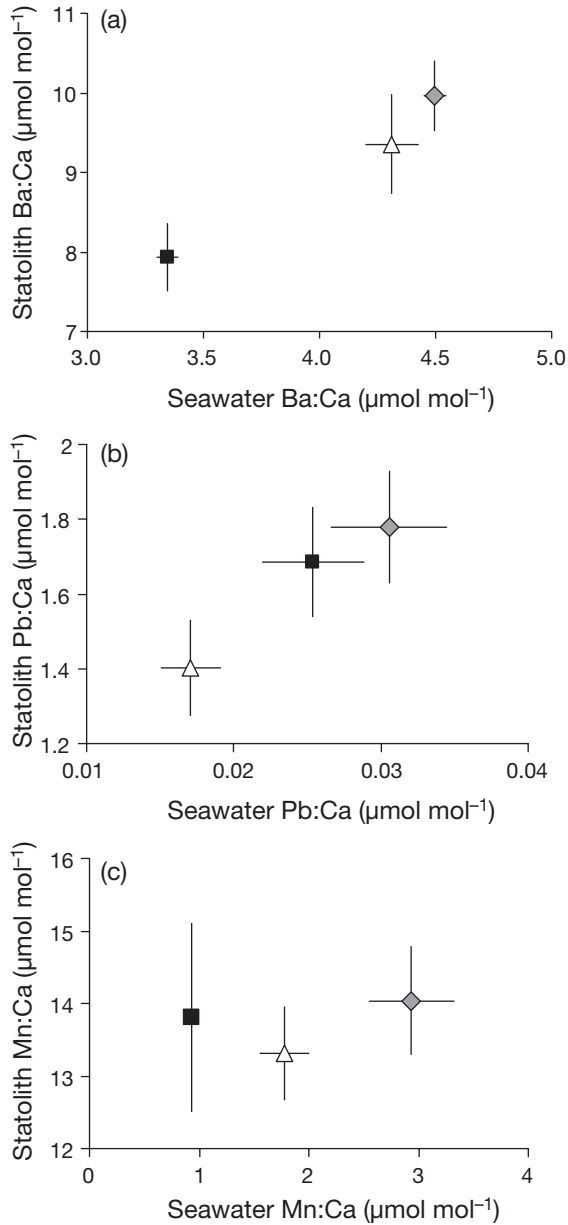 (a)
11
10
9
8
7
Statolith Ba:Ca (µmol mol⁻¹)
3.0 3.5 4.0 4.5 5.0
Seawater Ba:Ca (µmol mol⁻¹)
(b)
2
1.8
1.6
1.4
1.2
Statolith Pb:Ca (µmol mol⁻¹)
0.01 0.02 0.03 0.04
Seawater Pb:Ca (µmol mol⁻¹)
(c)
16
15
14
13
12
Statolith Mn:Ca (µmol mol⁻¹)
0 1 2 3 4
Seawater Mn:Ca (µmol mol⁻¹)